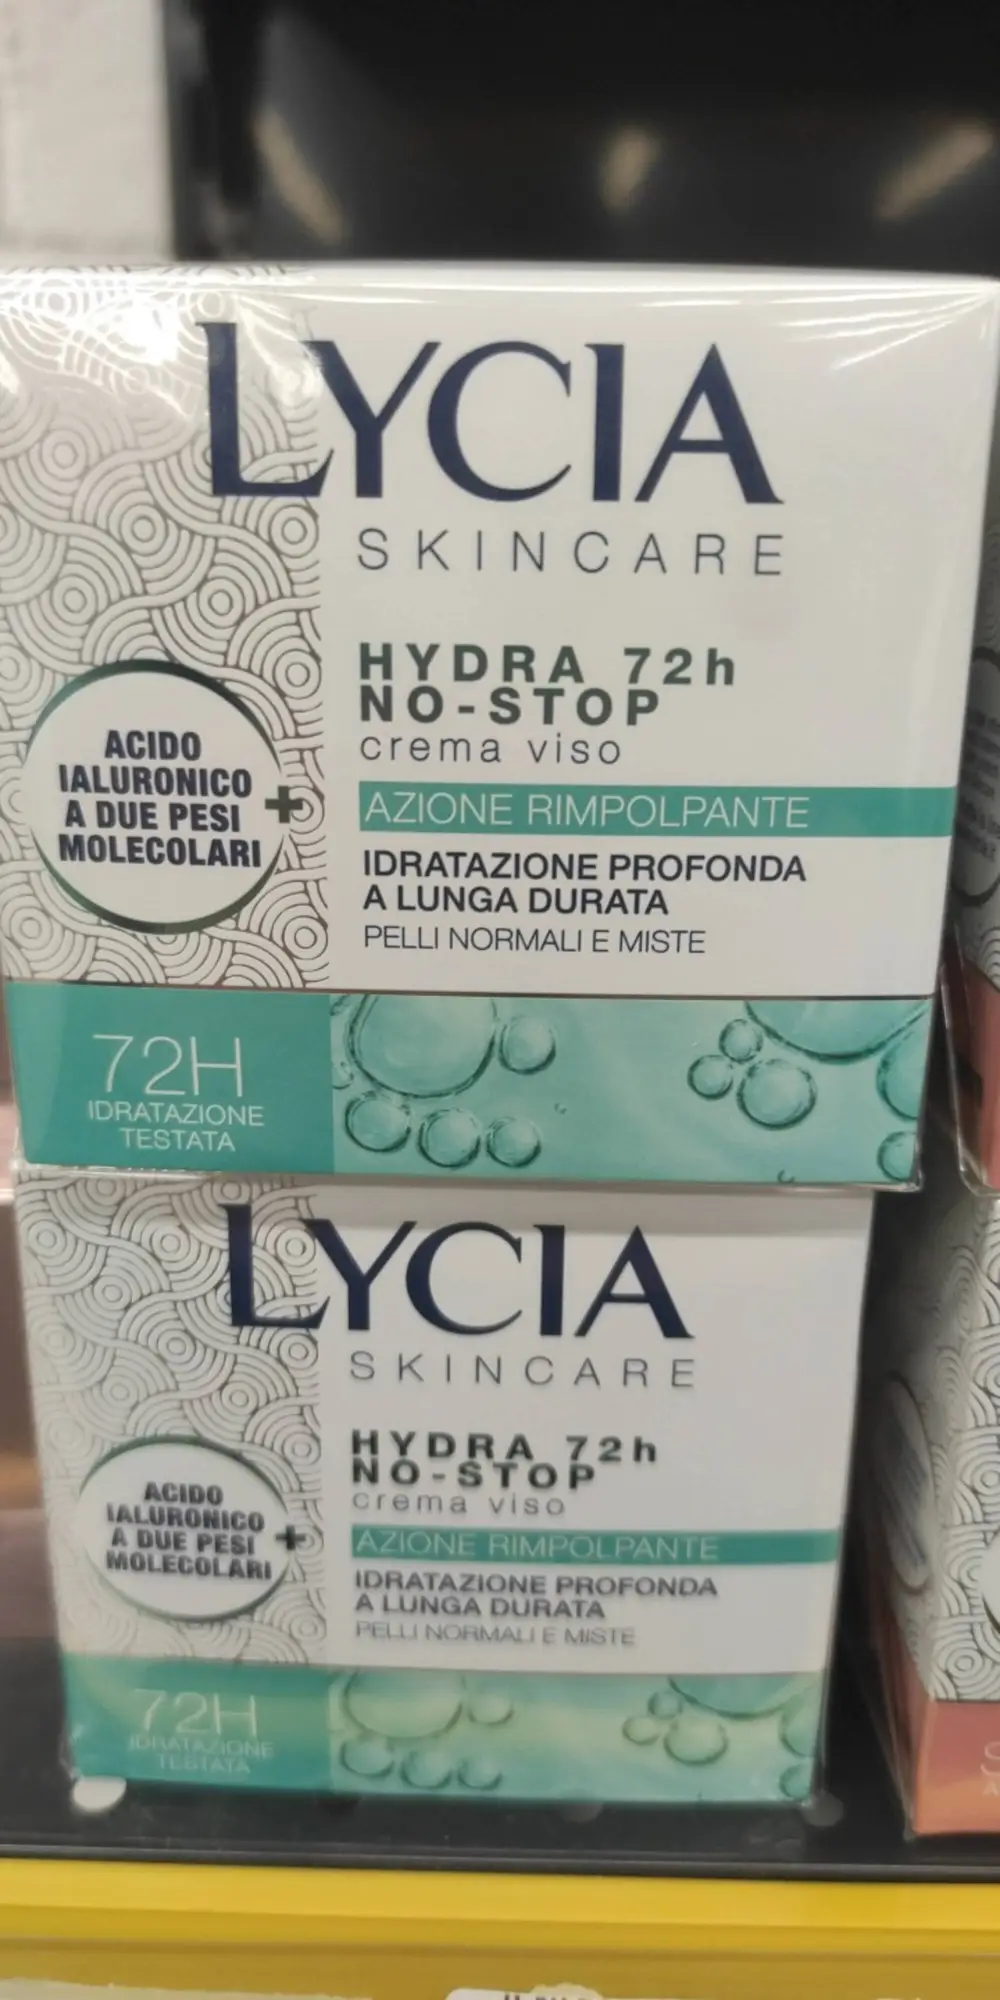 LYCIA
SKINCARE
HYDRA 72h
NO-STOP
crema viso
ACIDO
IALURONICO
A DUE PESI
MOLECOLARI
+
AZIONE RIMPOLPANTE
IDRATAZIONE PROFONDA
A LUNGA DURATA
PELLI NORMALI E MISTE
72H
IDRATAZIONE
TESTATA
LYCIA
SKINCARE
HYDRA 72h
NO-STOP
crema viso
ACIDO
IALURONICO
A DUE PESI
MOLECOLARI
+
AZIONE RIMPOLPANTE
IDRATAZIONE PROFONDA
A LUNGA DURATA
PELLI NORMALI E MISTE
72H
IDRATAZIONE
TESTATA